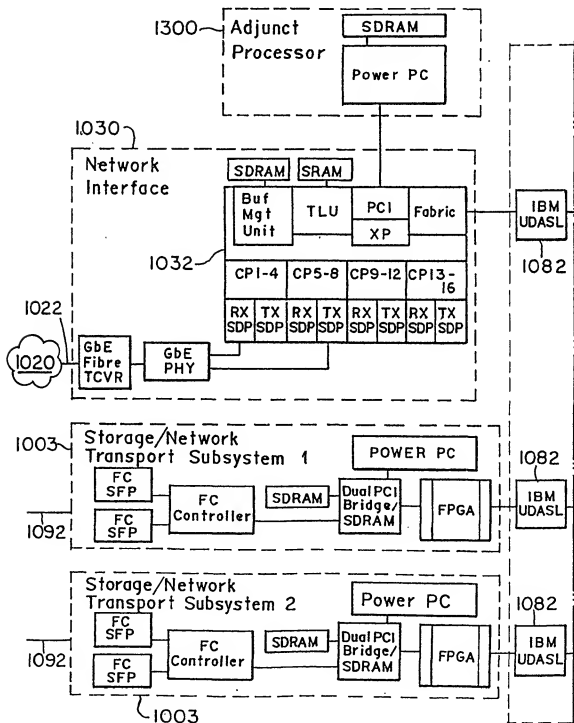 1300
Adjunct
Processor
SDRAM
Power PC
1030
Network
Interface
SDRAM
SRAM
Buf
Mgt
Unit
TLU
PCI
XP
Fabric
IBM
UDASL
1082
1032
CP1-4
CP5-8
CP9-12
CP13-
16
RX
SDP
TX
SDP
RX
SDP
TX
SDP
RX
SDP
TX
SDP
RX
SDP
TX
SDP
1022
1020
GbE
Fibre
TCVR
GbE
PHY
1003
Storage/Network
Transport Subsystem 1
POWER PC
FC
SFP
FC
SFP
FC
Controller
SDRAM
Dual PCI
Bridge/
SDRAM
FPGA
1082
IBM
UDASL
1092
Storage/Network
Transport Subsystem 2
Power PC
FC
SFP
FC
SFP
FC
Controller
SDRAM
Dual PCI
Bridge/
SDRAM
FPGA
1082
IBM
UDASL
1092
1003